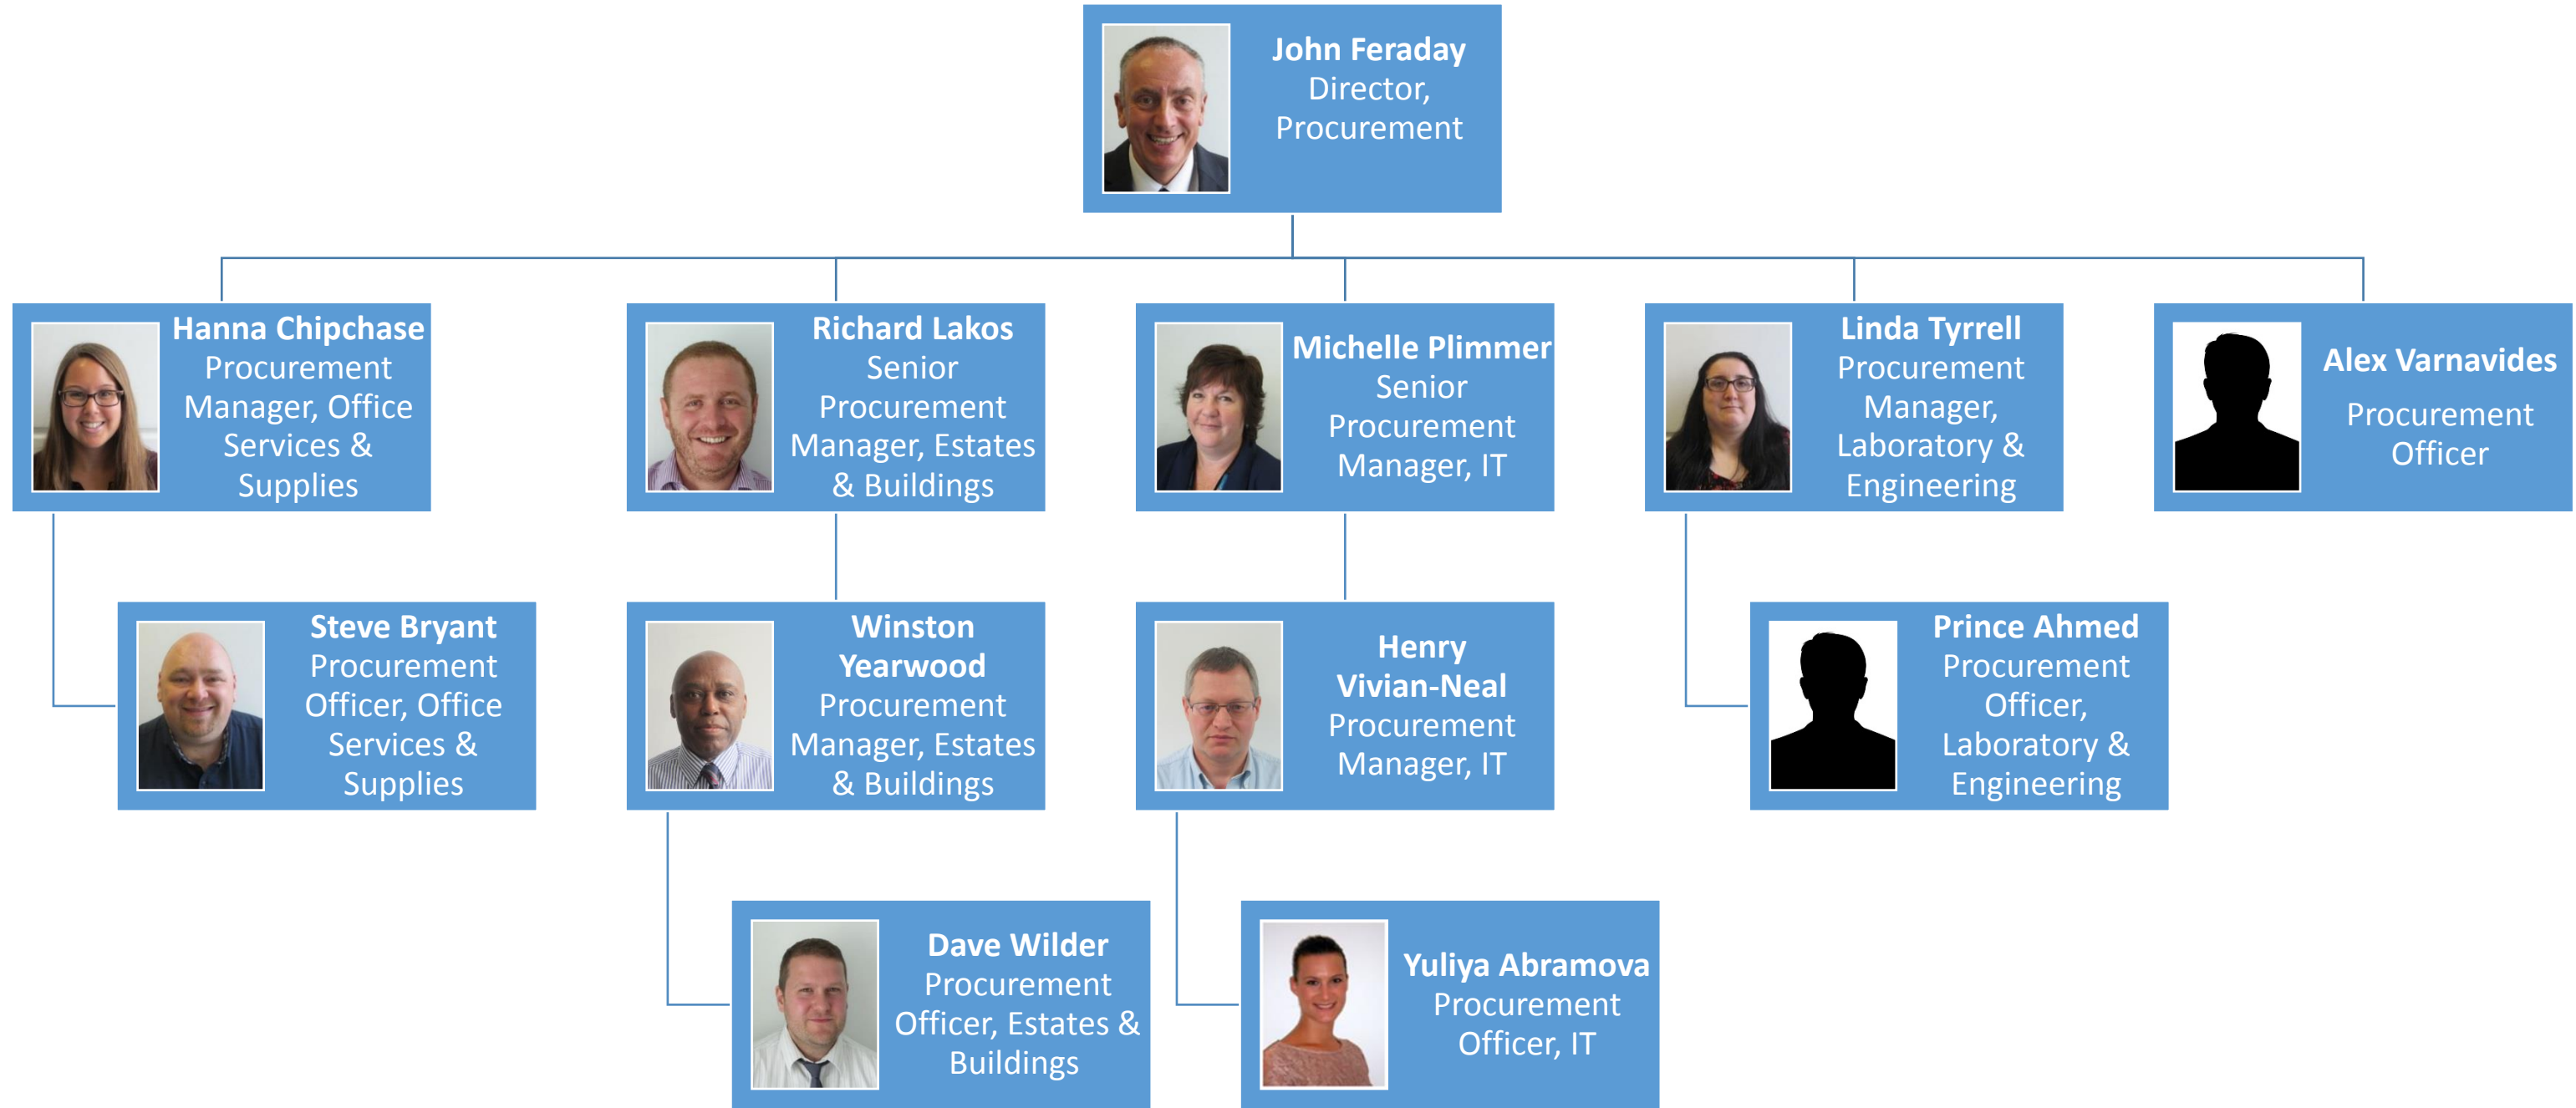 John Feraday
Director,
Procurement
Hanna Chipchase
Procurement
Manager, Office
Services &
Supplies
Richard Lakos
Senior
Procurement
Manager, Estates
& Buildings
Michelle Plimmer
Senior
Procurement
Manager, IT
Linda Tyrrell
Procurement
Manager,
Laboratory &
Engineering
Alex Varnavides
Procurement
Officer
Steve Bryant
Procurement
Officer, Office
Services &
Supplies
Winston
Yearwood
Procurement
Manager, Estates
& Buildings
Henry
Vivian-Neal
Procurement
Manager, IT
Prince Ahmed
Procurement
Officer,
Laboratory &
Engineering
Dave Wilder
Procurement
Officer, Estates &
Buildings
Yuliya Abramova
Procurement
Officer, IT